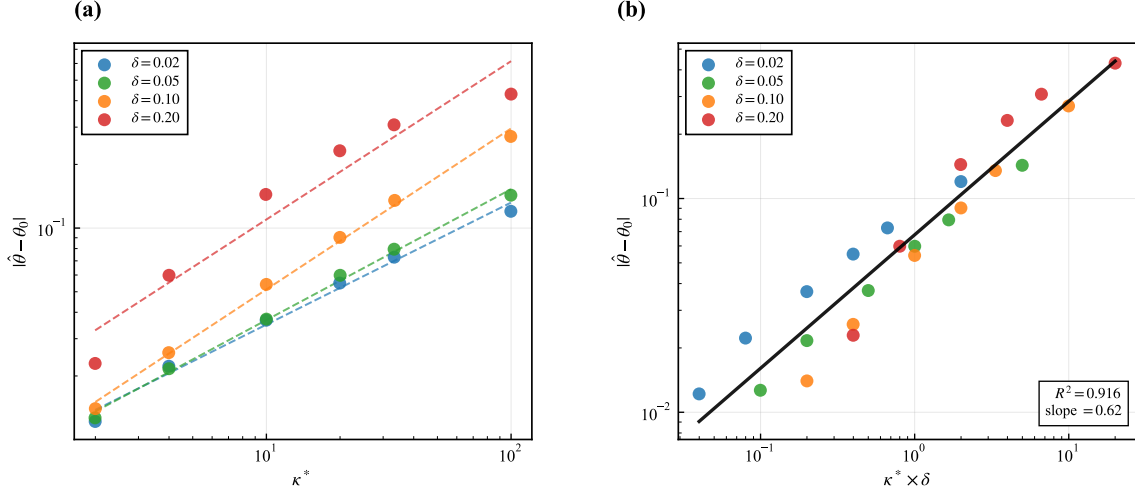 (a)
δ = 0.02
δ = 0.05
δ = 0.10
δ = 0.20
10⁻¹
10¹
10²
|θ̂ − θ₀|
κ*
(b)
δ = 0.02
δ = 0.05
δ = 0.10
δ = 0.20
10⁻¹
10⁻²
10⁻¹
10⁰
10¹
|θ̂ − θ₀|
κ* × δ
R² = 0.916
slope = 0.62